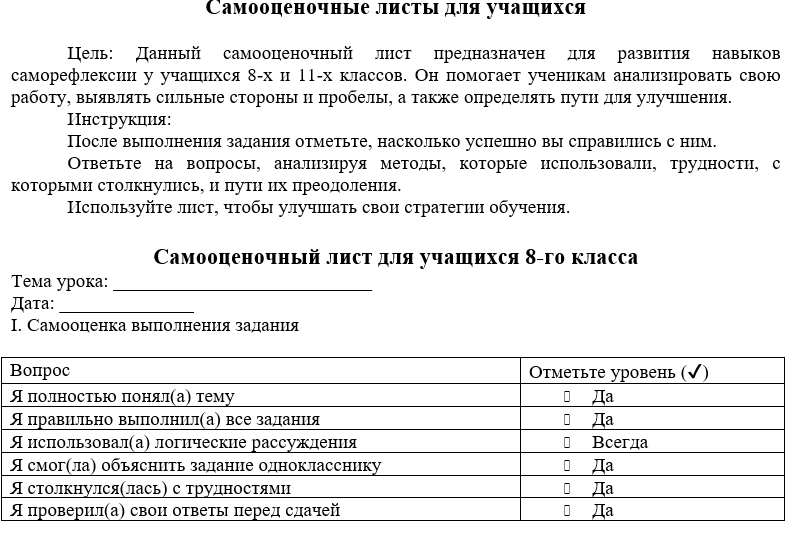 Самооценочные листы для учащихся
Цель: Данный самооценочный лист предназначен для развития навыков
саморефлексии у учащихся 8-х и 11-х классов. Он помогает ученикам анализировать свою
работу, выявлять сильные стороны и пробелы, а также определять пути для улучшения.
Инструкция:
После выполнения задания отметьте, насколько успешно вы справились с ним.
Ответьте на вопросы, анализируя методы, которые использовали, трудности, с
которыми столкнулись, и пути их преодоления.
Используйте лист, чтобы улучшать свои стратегии обучения.
Самооценочный лист для учащихся 8-го класса
Тема урока: ____________________________
Дата: _______________
I. Самооценка выполнения задания
Вопрос Отметьте уровень (✔)
Я полностью понял(а) тему ▯ Да
Я правильно выполнил(а) все задания ▯ Да
Я использовал(а) логические рассуждения ▯ Всегда
Я смог(ла) объяснить задание однокласснику ▯ Да
Я столкнулся(лась) с трудностями ▯ Да
Я проверил(а) свои ответы перед сдачей ▯ Да